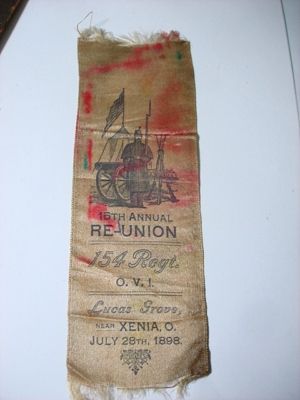 15TH ANNUAL
RE-UNION
154 Regt.
O. V. I.
Lucas Grove,
NEAR XENIA, O.
JULY 28TH, 1898.